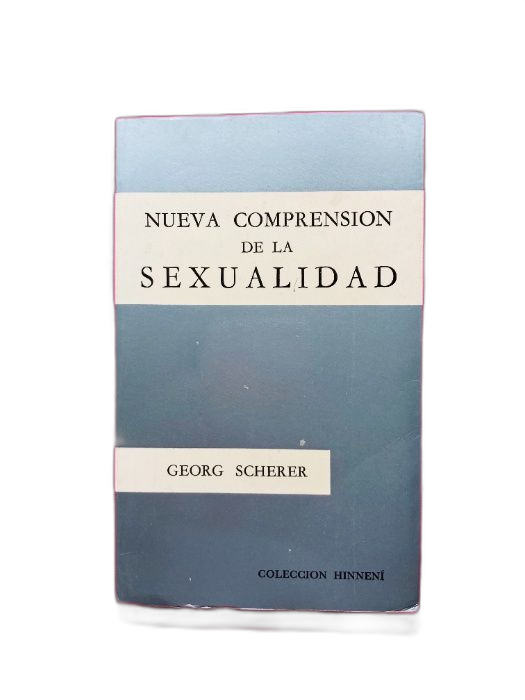 NUEVA COMPRENSION
DE LA
SEXUALIDAD
GEORG SCHERER
COLECCION HINNENÍ